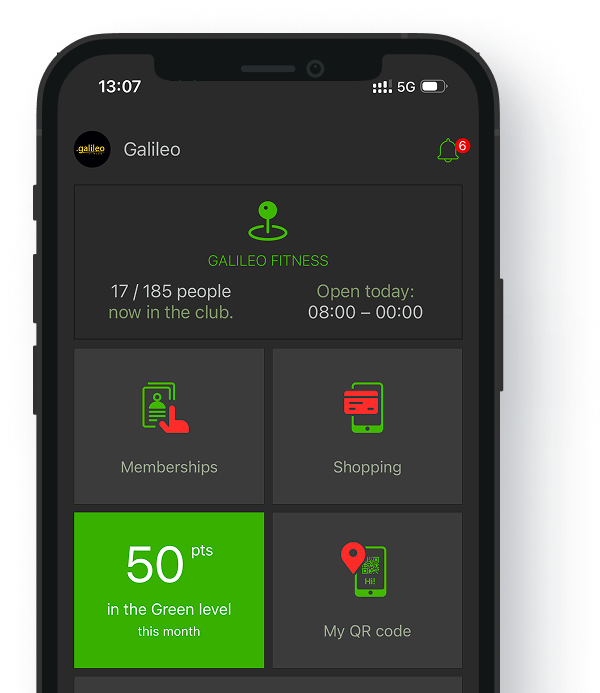 13:07
5G
.galileo
Galileo
6
GALILEO FITNESS
17 / 185 people
now in the club.
Open today:
08:00 – 00:00
Memberships
Shopping
50 pts
in the Green level
this month
Hi!
My QR code